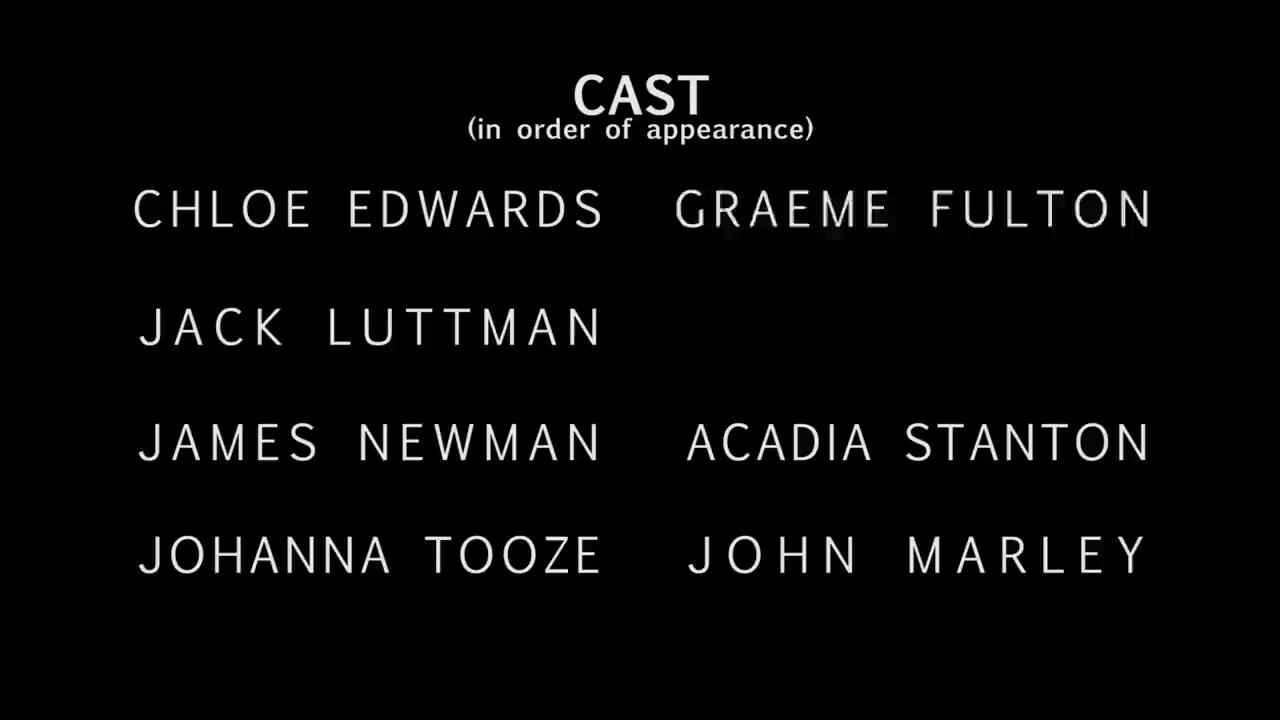 CAST
(in order of appearance)
CHLOE EDWARDS GRAEME FULTON
JACK LUTTMAN
JAMES NEWMAN ACADIA STANTON
JOHANNA TOOZE JOHN MARLEY